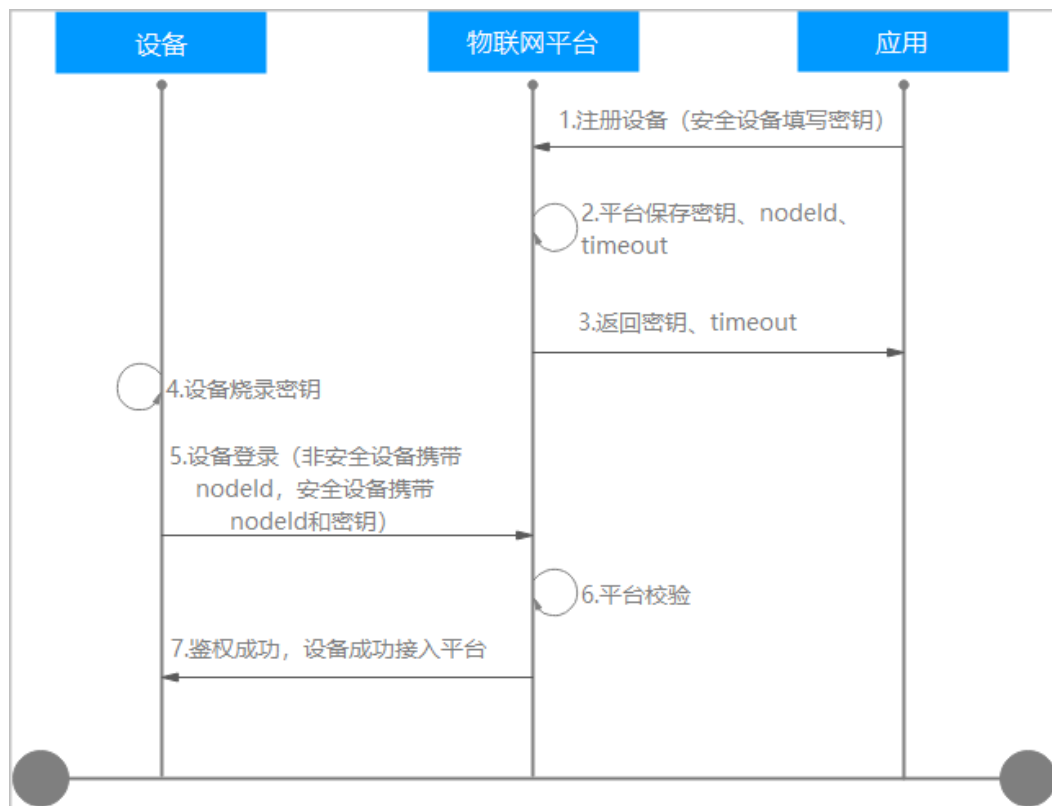 设备
物联网平台
应用
1.注册设备（安全设备填写密钥）
2.平台保存密钥、nodeId、
timeout
3.返回密钥、timeout
4.设备烧录密钥
5.设备登录（非安全设备携带
nodeId，安全设备携带
nodeId和密钥）
6.平台校验
7.鉴权成功，设备成功接入平台